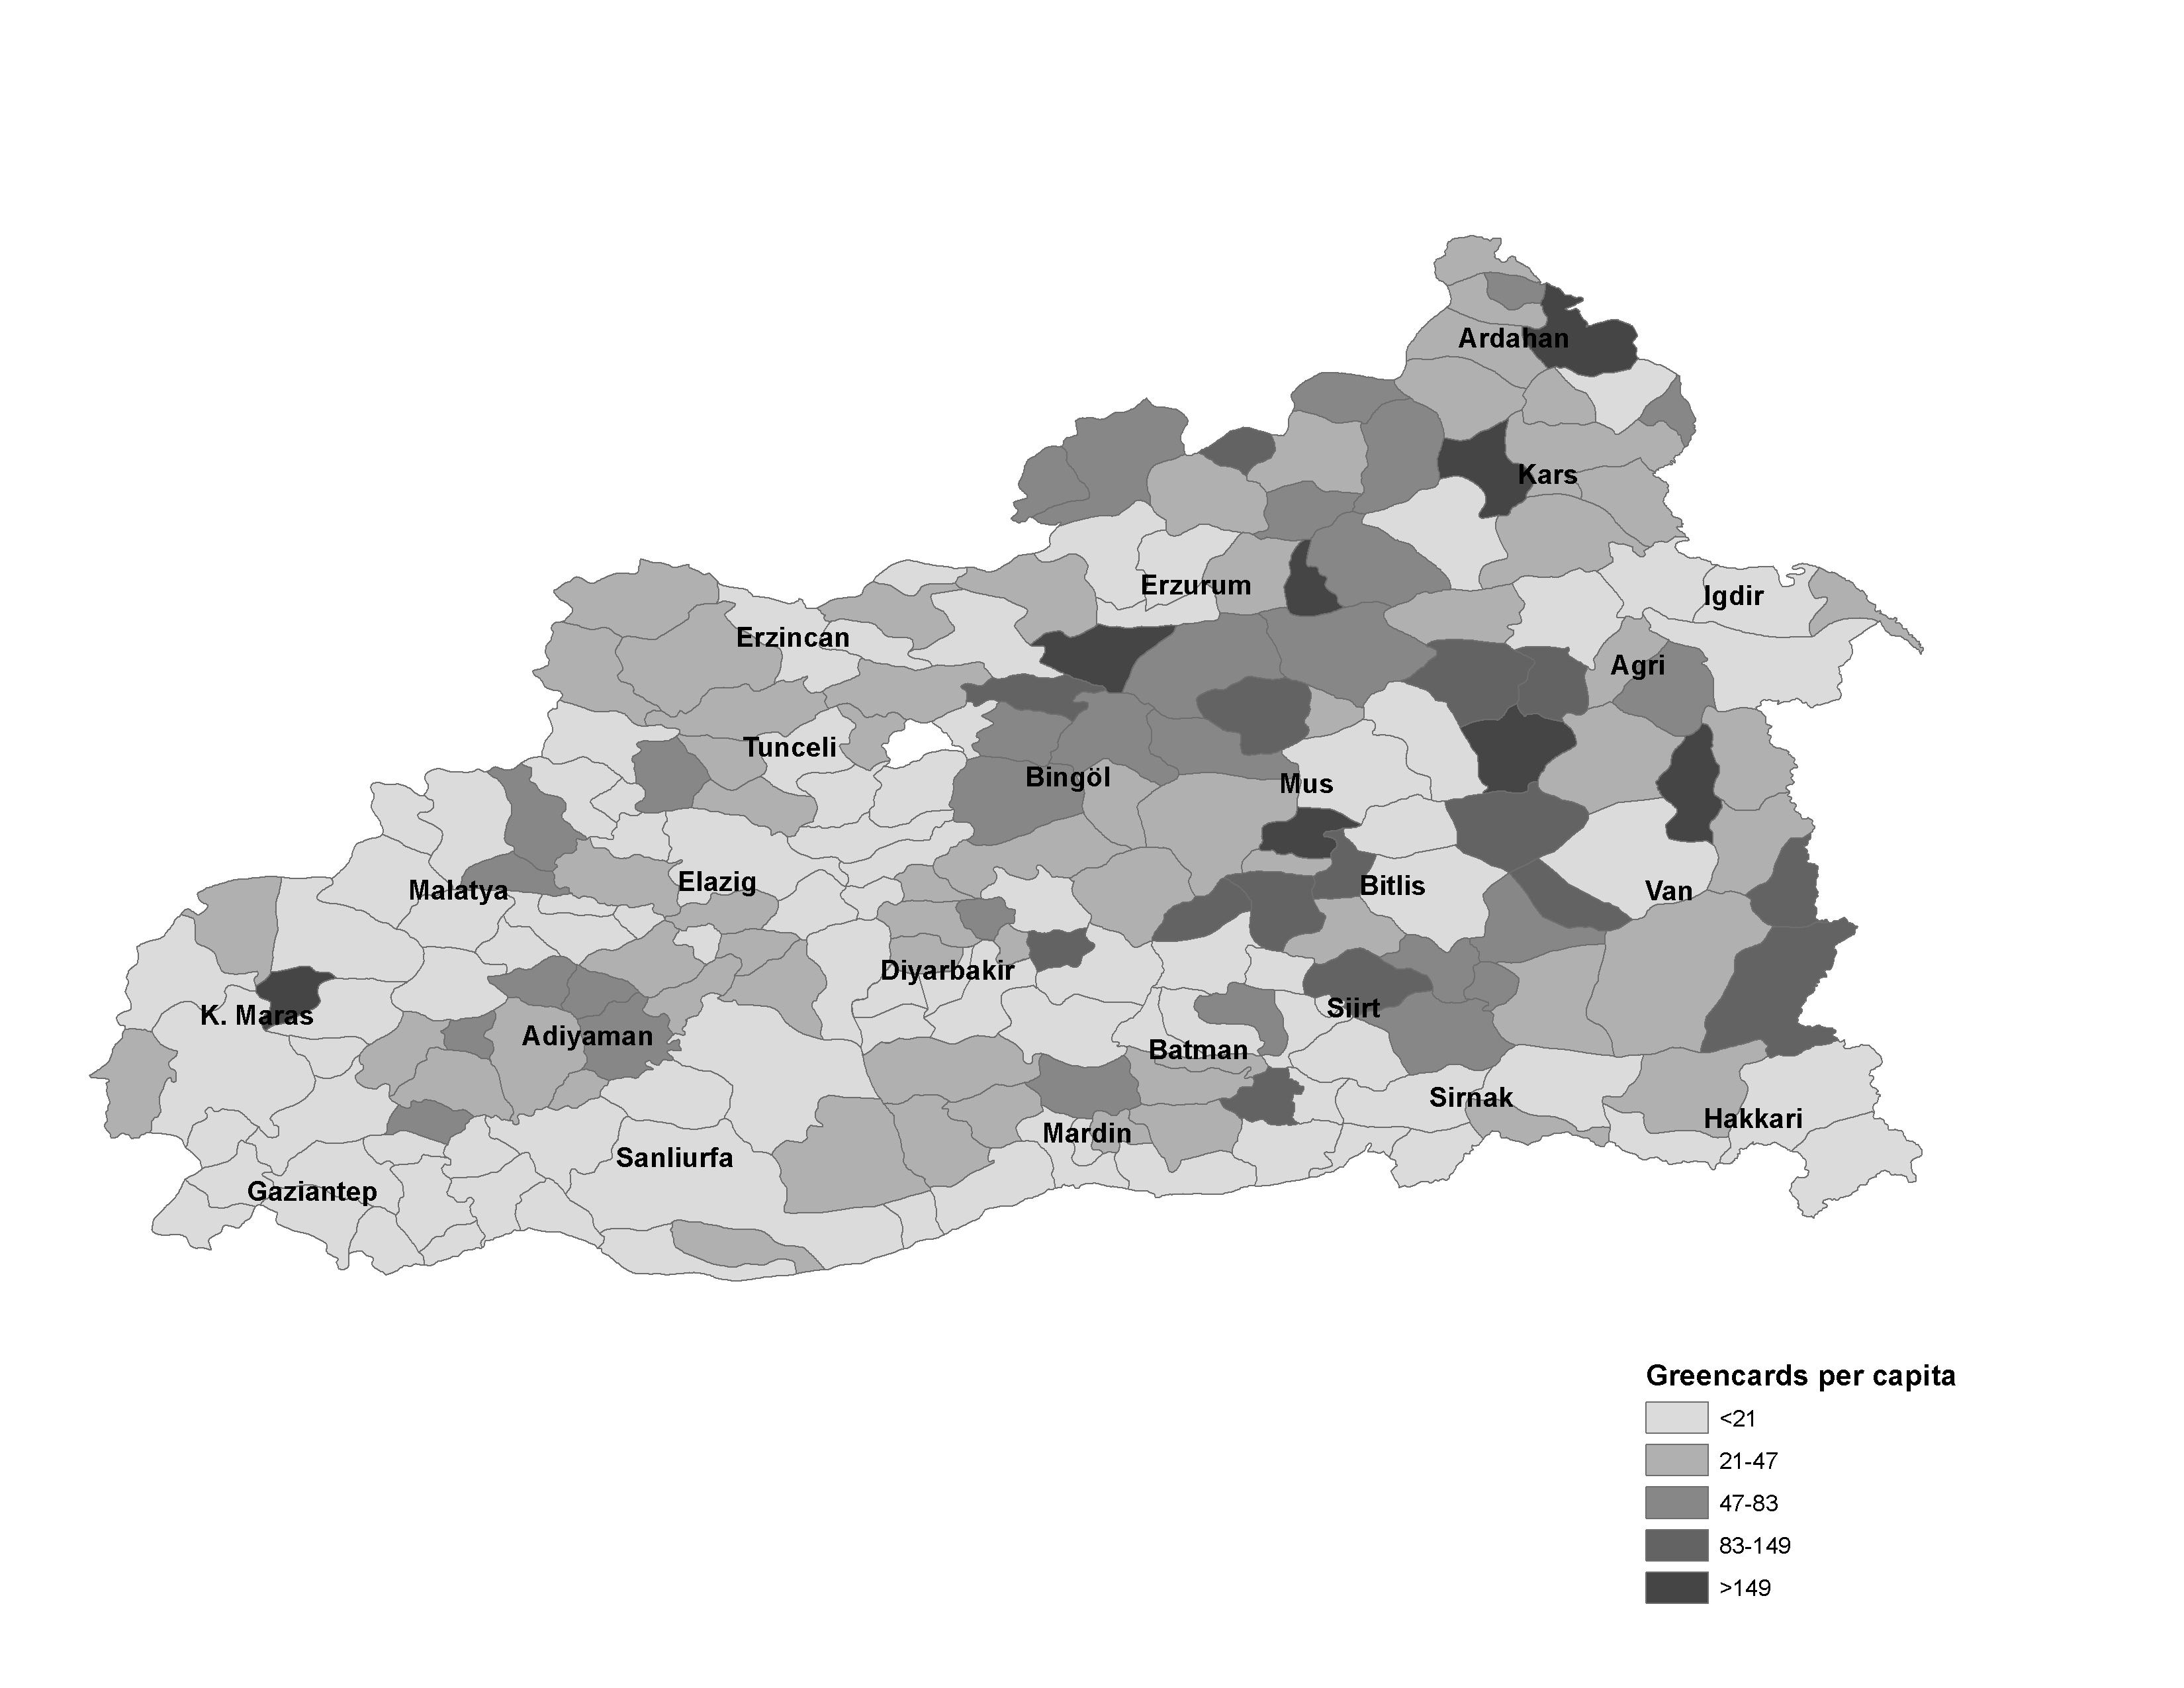 Ardahan
Kars
Erzurum
Igdir
Erzincan
Agri
Tunceli
Bingöl
Mus
Malatya
Elazig
Bitlis
Van
Diyarbakir
K. Maras
Siirt
Adiyaman
Batman
Sirnak
Hakkari
Mardin
Sanliurfa
Gaziantep
Greencards per capita
<21
21-47
47-83
83-149
>149